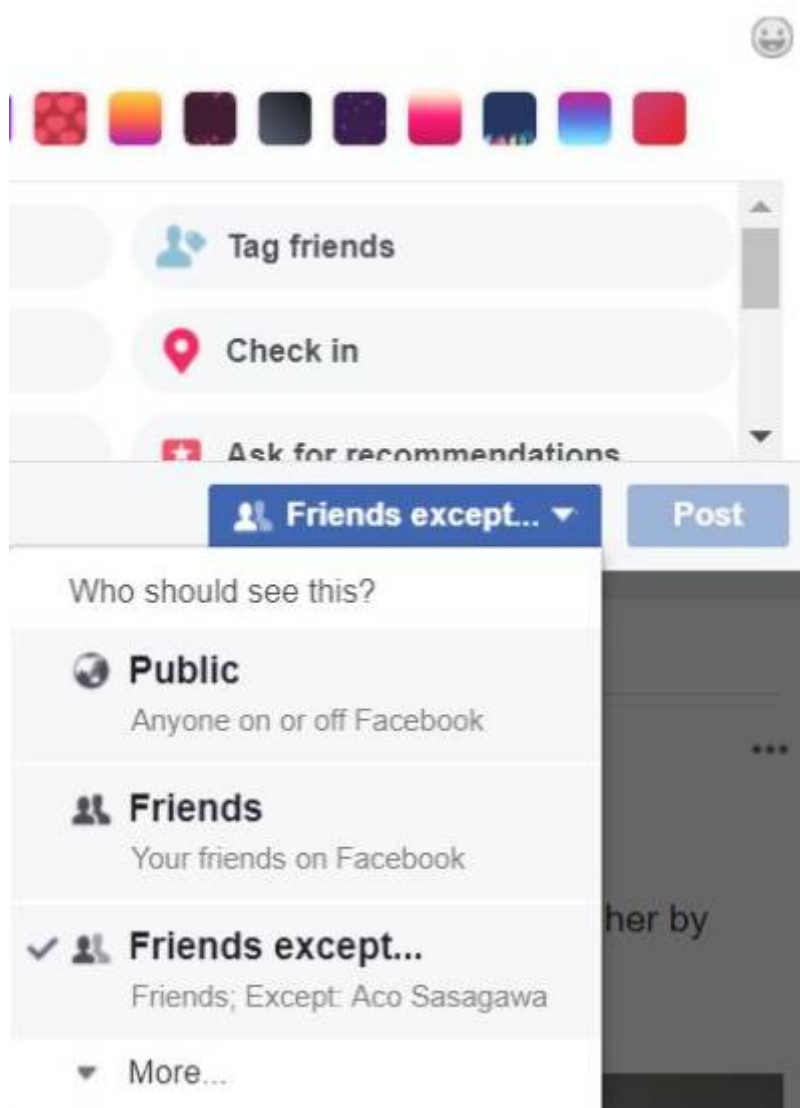 Tag friends
Check in
Ask for recommendations
Friends except...
Post
Who should see this?
Public
Anyone on or off Facebook
Friends
Your friends on Facebook
Friends except...
her by
Friends; Except: Aco Sasagawa
More...